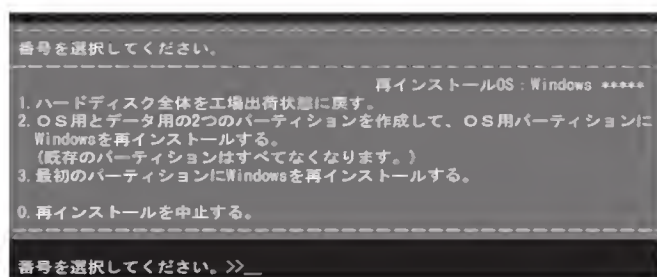 番号を選択してください。
再インストールOS:Windows *****
1.ハードディスク全体を工場出荷状態に戻す。
2.OS用とデータ用の2つのパーティションを作成して、OS用パーティションに
Windowsを再インストールする。
(既存のパーティションはすべてなくなります。)
3.最初のパーティションにWindowsを再インストールする。
0.再インストールを中止する。
番号を選択してください。>>_